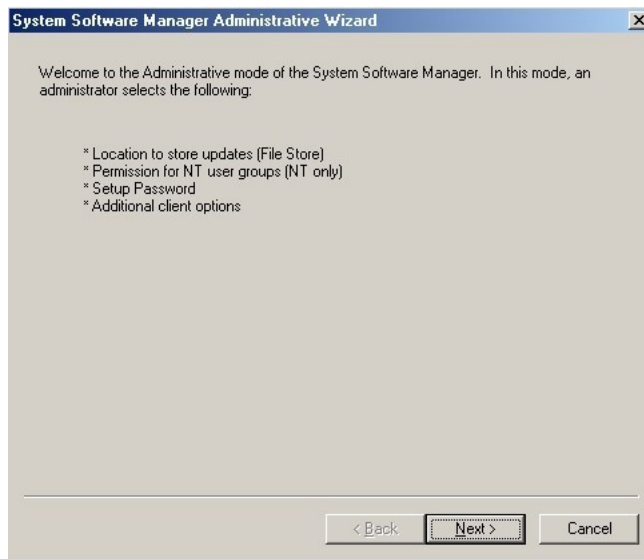 System Software Manager Administrative Wizard
Welcome to the Administrative mode of the System Software Manager. In this mode, an
administrator selects the following:
* Location to store updates (File Store)
* Permission for NT user groups (NT only)
* Setup Password
* Additional client options
< Back
Next >
Cancel